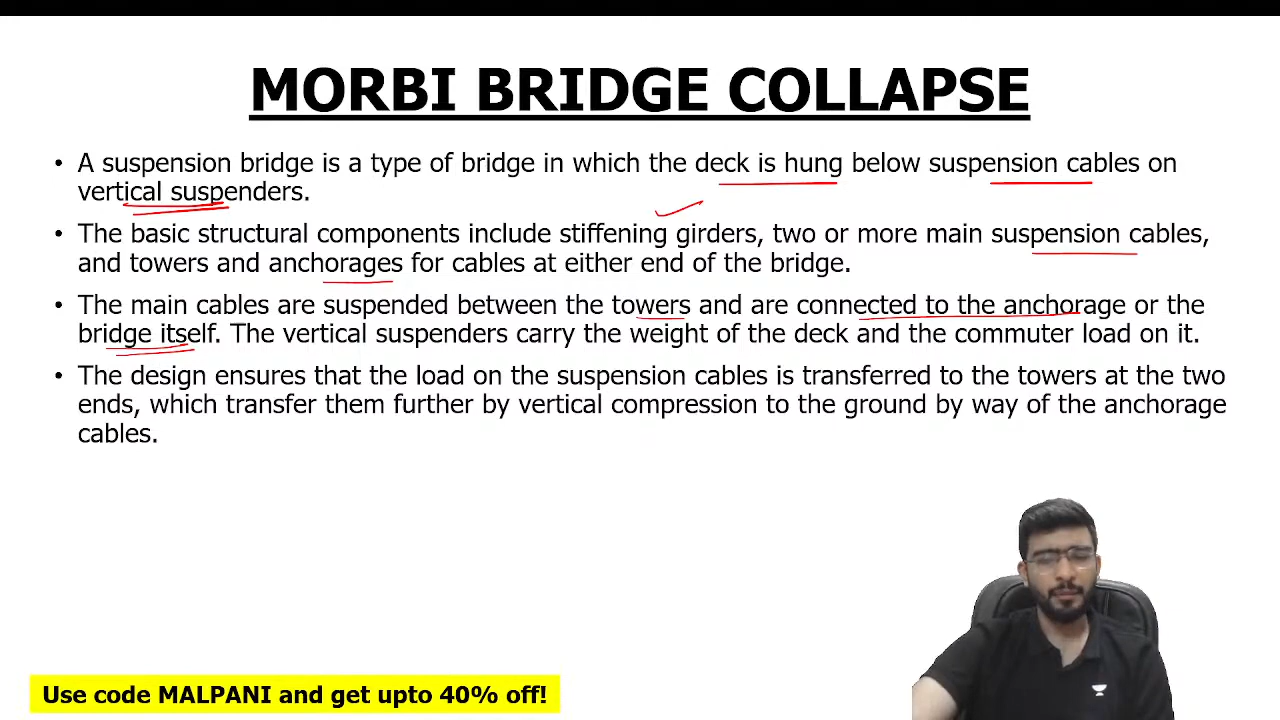 MORBI BRIDGE COLLAPSE
• A suspension bridge is a type of bridge in which the deck is hung below suspension cables on
vertical suspenders.
• The basic structural components include stiffening girders, two or more main suspension cables,
and towers and anchorages for cables at either end of the bridge.
• The main cables are suspended between the towers and are connected to the anchorage or the
bridge itself. The vertical suspenders carry the weight of the deck and the commuter load on it.
• The design ensures that the load on the suspension cables is transferred to the towers at the two
ends, which transfer them further by vertical compression to the ground by way of the anchorage
cables.
Use code MALPANI and get upto 40% off!